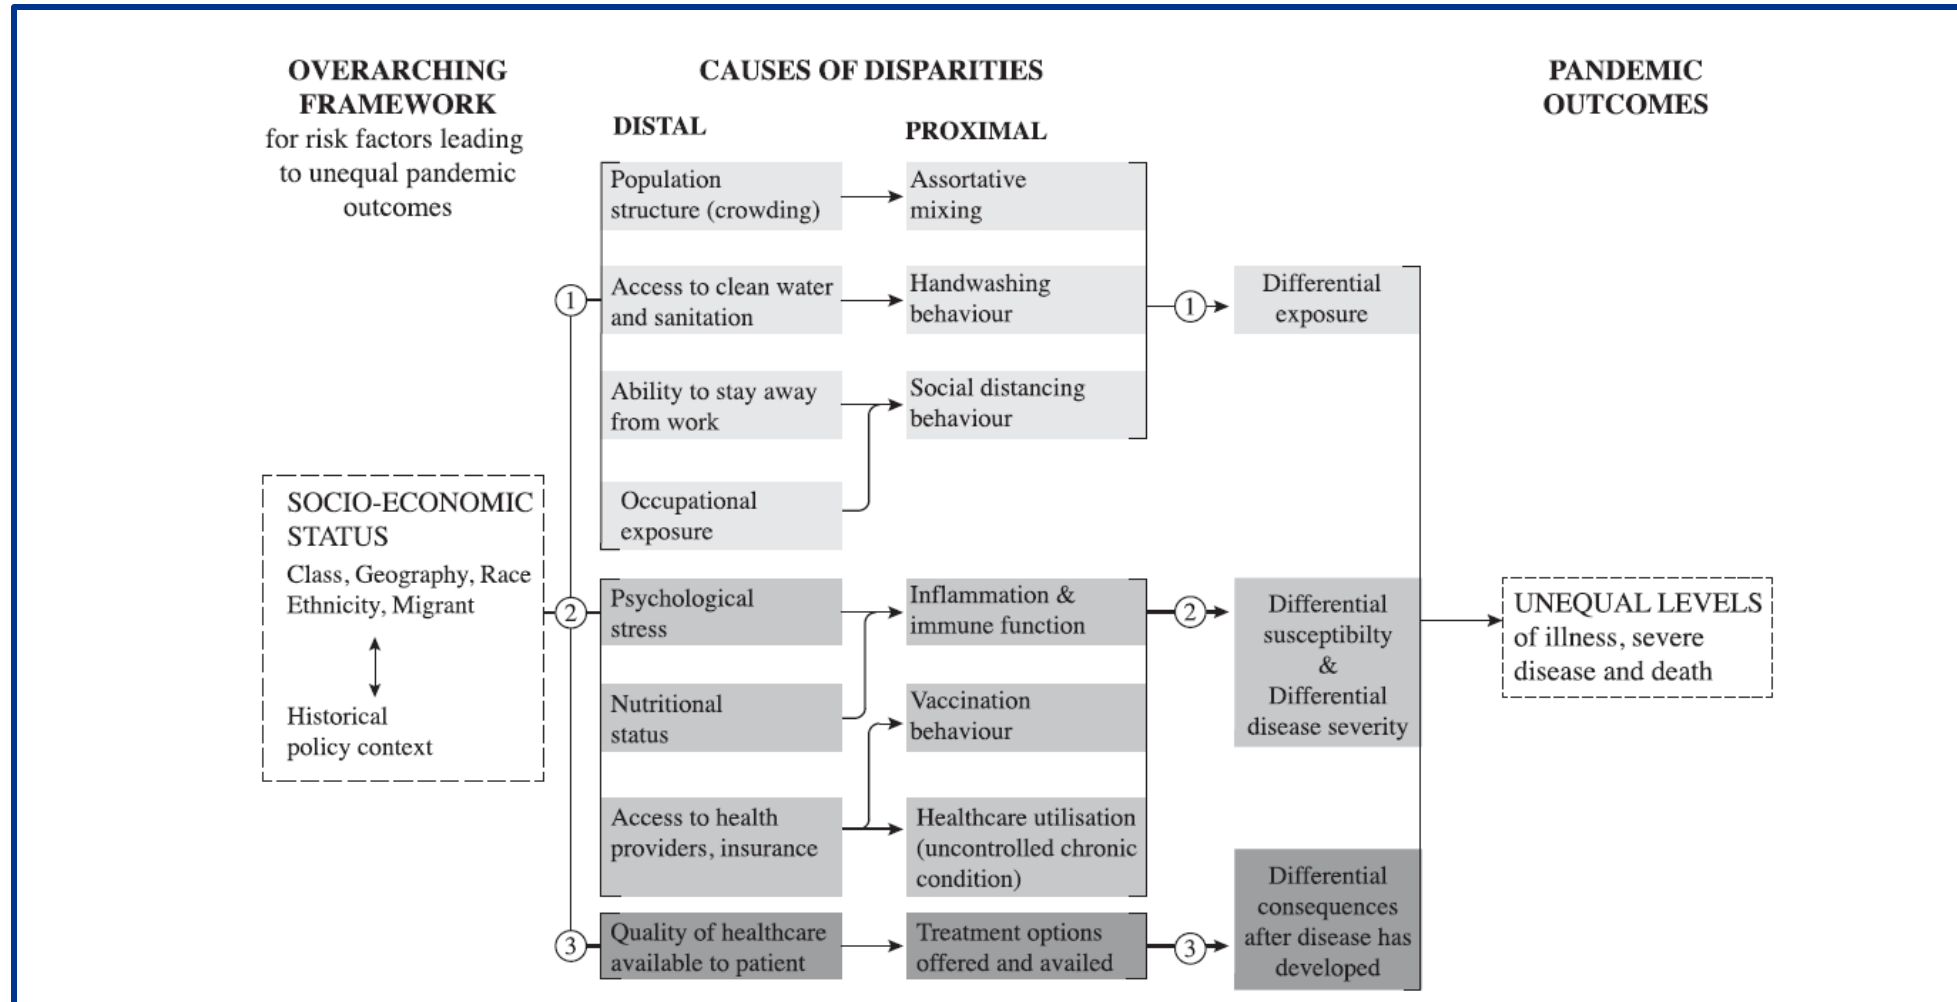 OVERARCHING
FRAMEWORK
for risk factors leading
to unequal pandemic
outcomes
SOCIO-ECONOMIC
STATUS
Class, Geography, Race
Ethnicity, Migrant
Historical
policy context
CAUSES OF DISPARITIES
DISTAL
PROXIMAL
1
Population
structure (crowding)
Assortative
mixing
Access to clean water
and sanitation
Handwashing
behaviour
Ability to stay away
from work
Social distancing
behaviour
Occupational
exposure
2
Psychological
stress
Inflammation &
immune function
Nutritional
status
Vaccination
behaviour
Access to health
providers, insurance
Healthcare utilisation
(uncontrolled chronic
condition)
3
Quality of healthcare
available to patient
Treatment options
offered and availed
PANDEMIC
OUTCOMES
1
Differential
exposure
2
Differential
susceptibilty
&
Differential
disease severity
3
Differential
consequences
after disease has
developed
UNEQUAL LEVELS
of illness, severe
disease and death